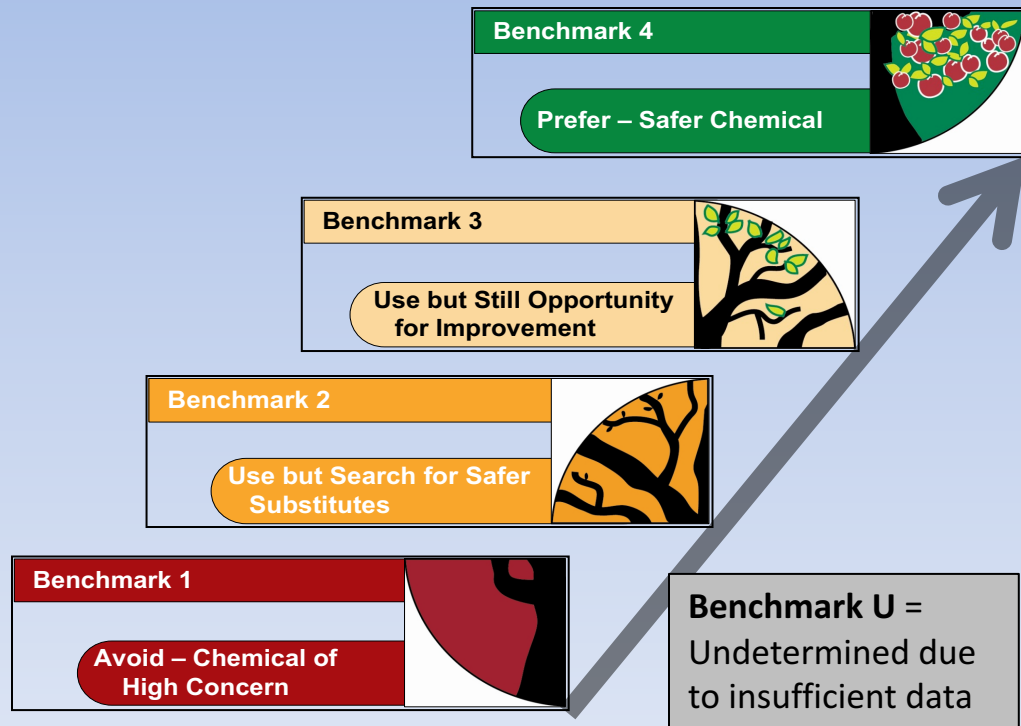 Benchmark 4
Prefer – Safer Chemical
Benchmark 3
Use but Still Opportunity
for Improvement
Benchmark 2
Use but Search for Safer
Substitutes
Benchmark 1
Avoid – Chemical of
High Concern
Benchmark U =
Undetermined due
to insufficient data